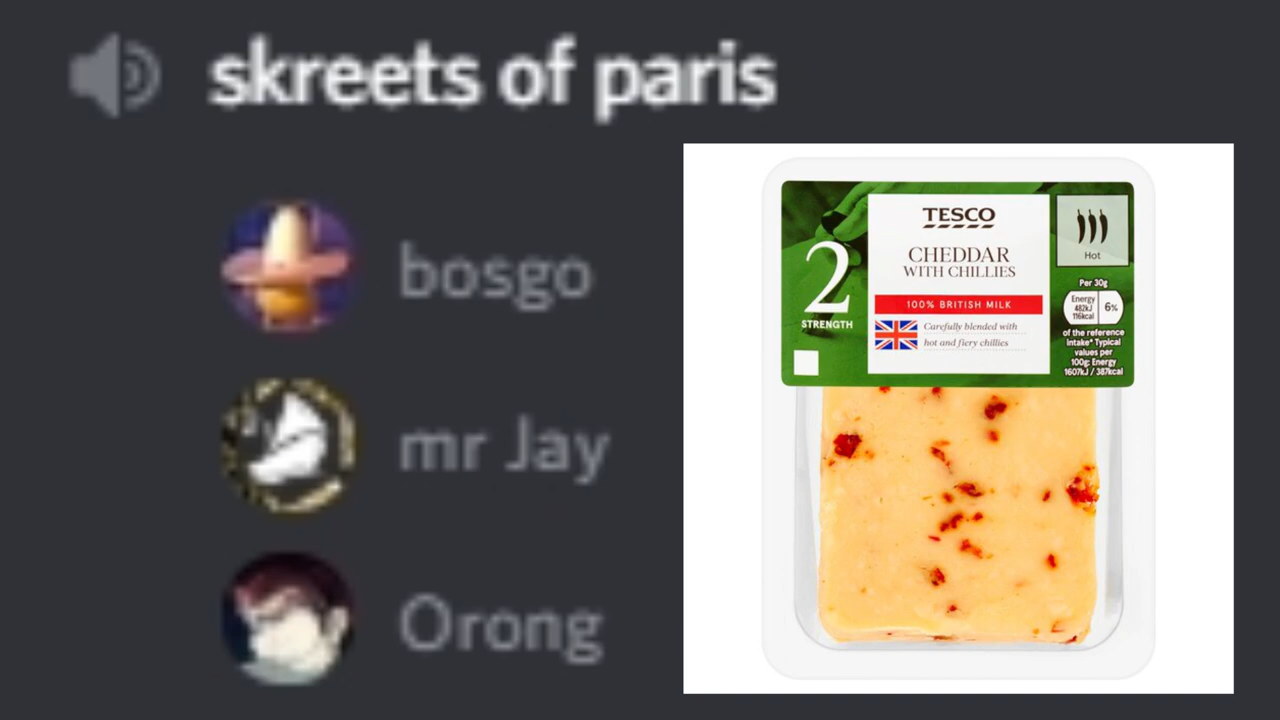 skreets of paris
bosgo
mr Jay
Orong
TESCO
CHEDDAR
WITH CHILLIES
100% BRITISH MILK
Carefully blended with
hot and fiery chillies
2
STRENGTH
Hot
Per 30g
Energy
482kJ
116kcal
6%
of the reference
intake* Typical
values per
100g: Energy
1607kJ / 387kcal